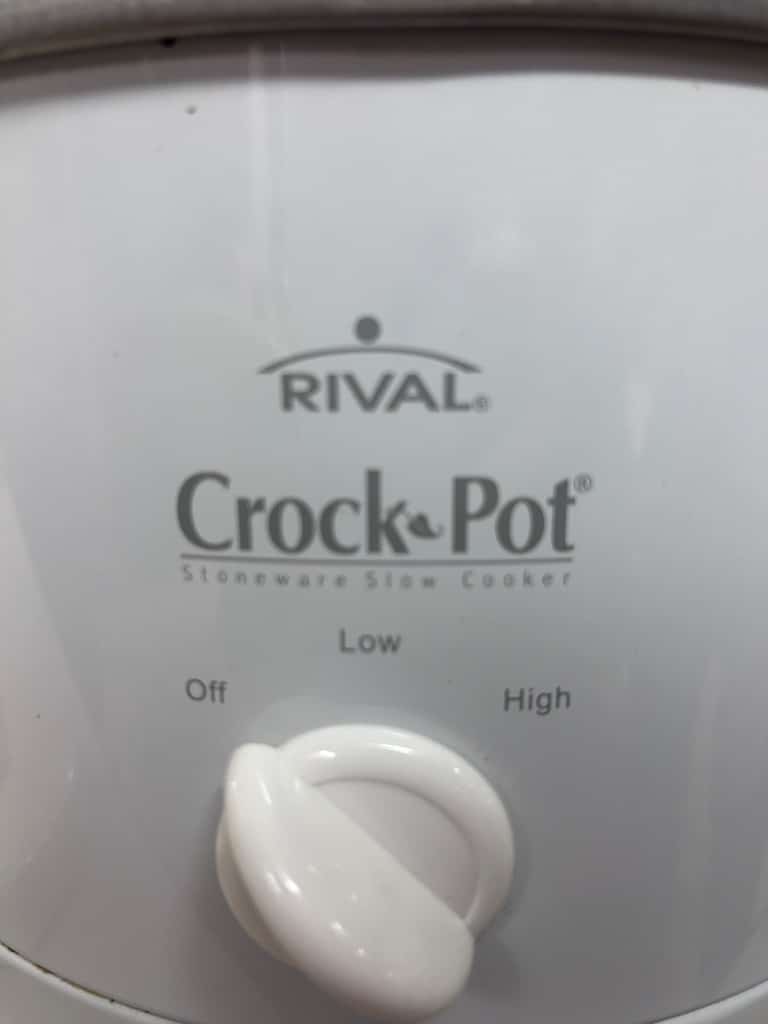 RIVAL®
Crock Pot®
Stoneware Slow Cooker
Low
Off
High